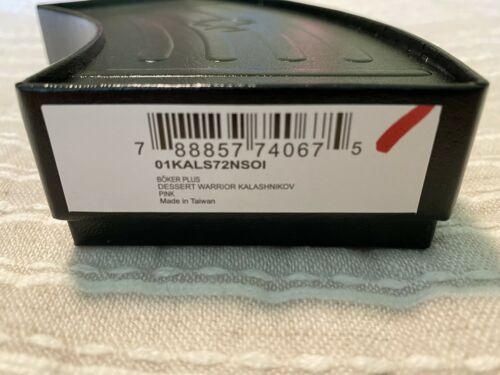 7 88857 74067 5
01KALS72NSOI
BÖKER PLUS
DESSERT WARRIOR KALASHNIKOV
PINK
Made in Taiwan